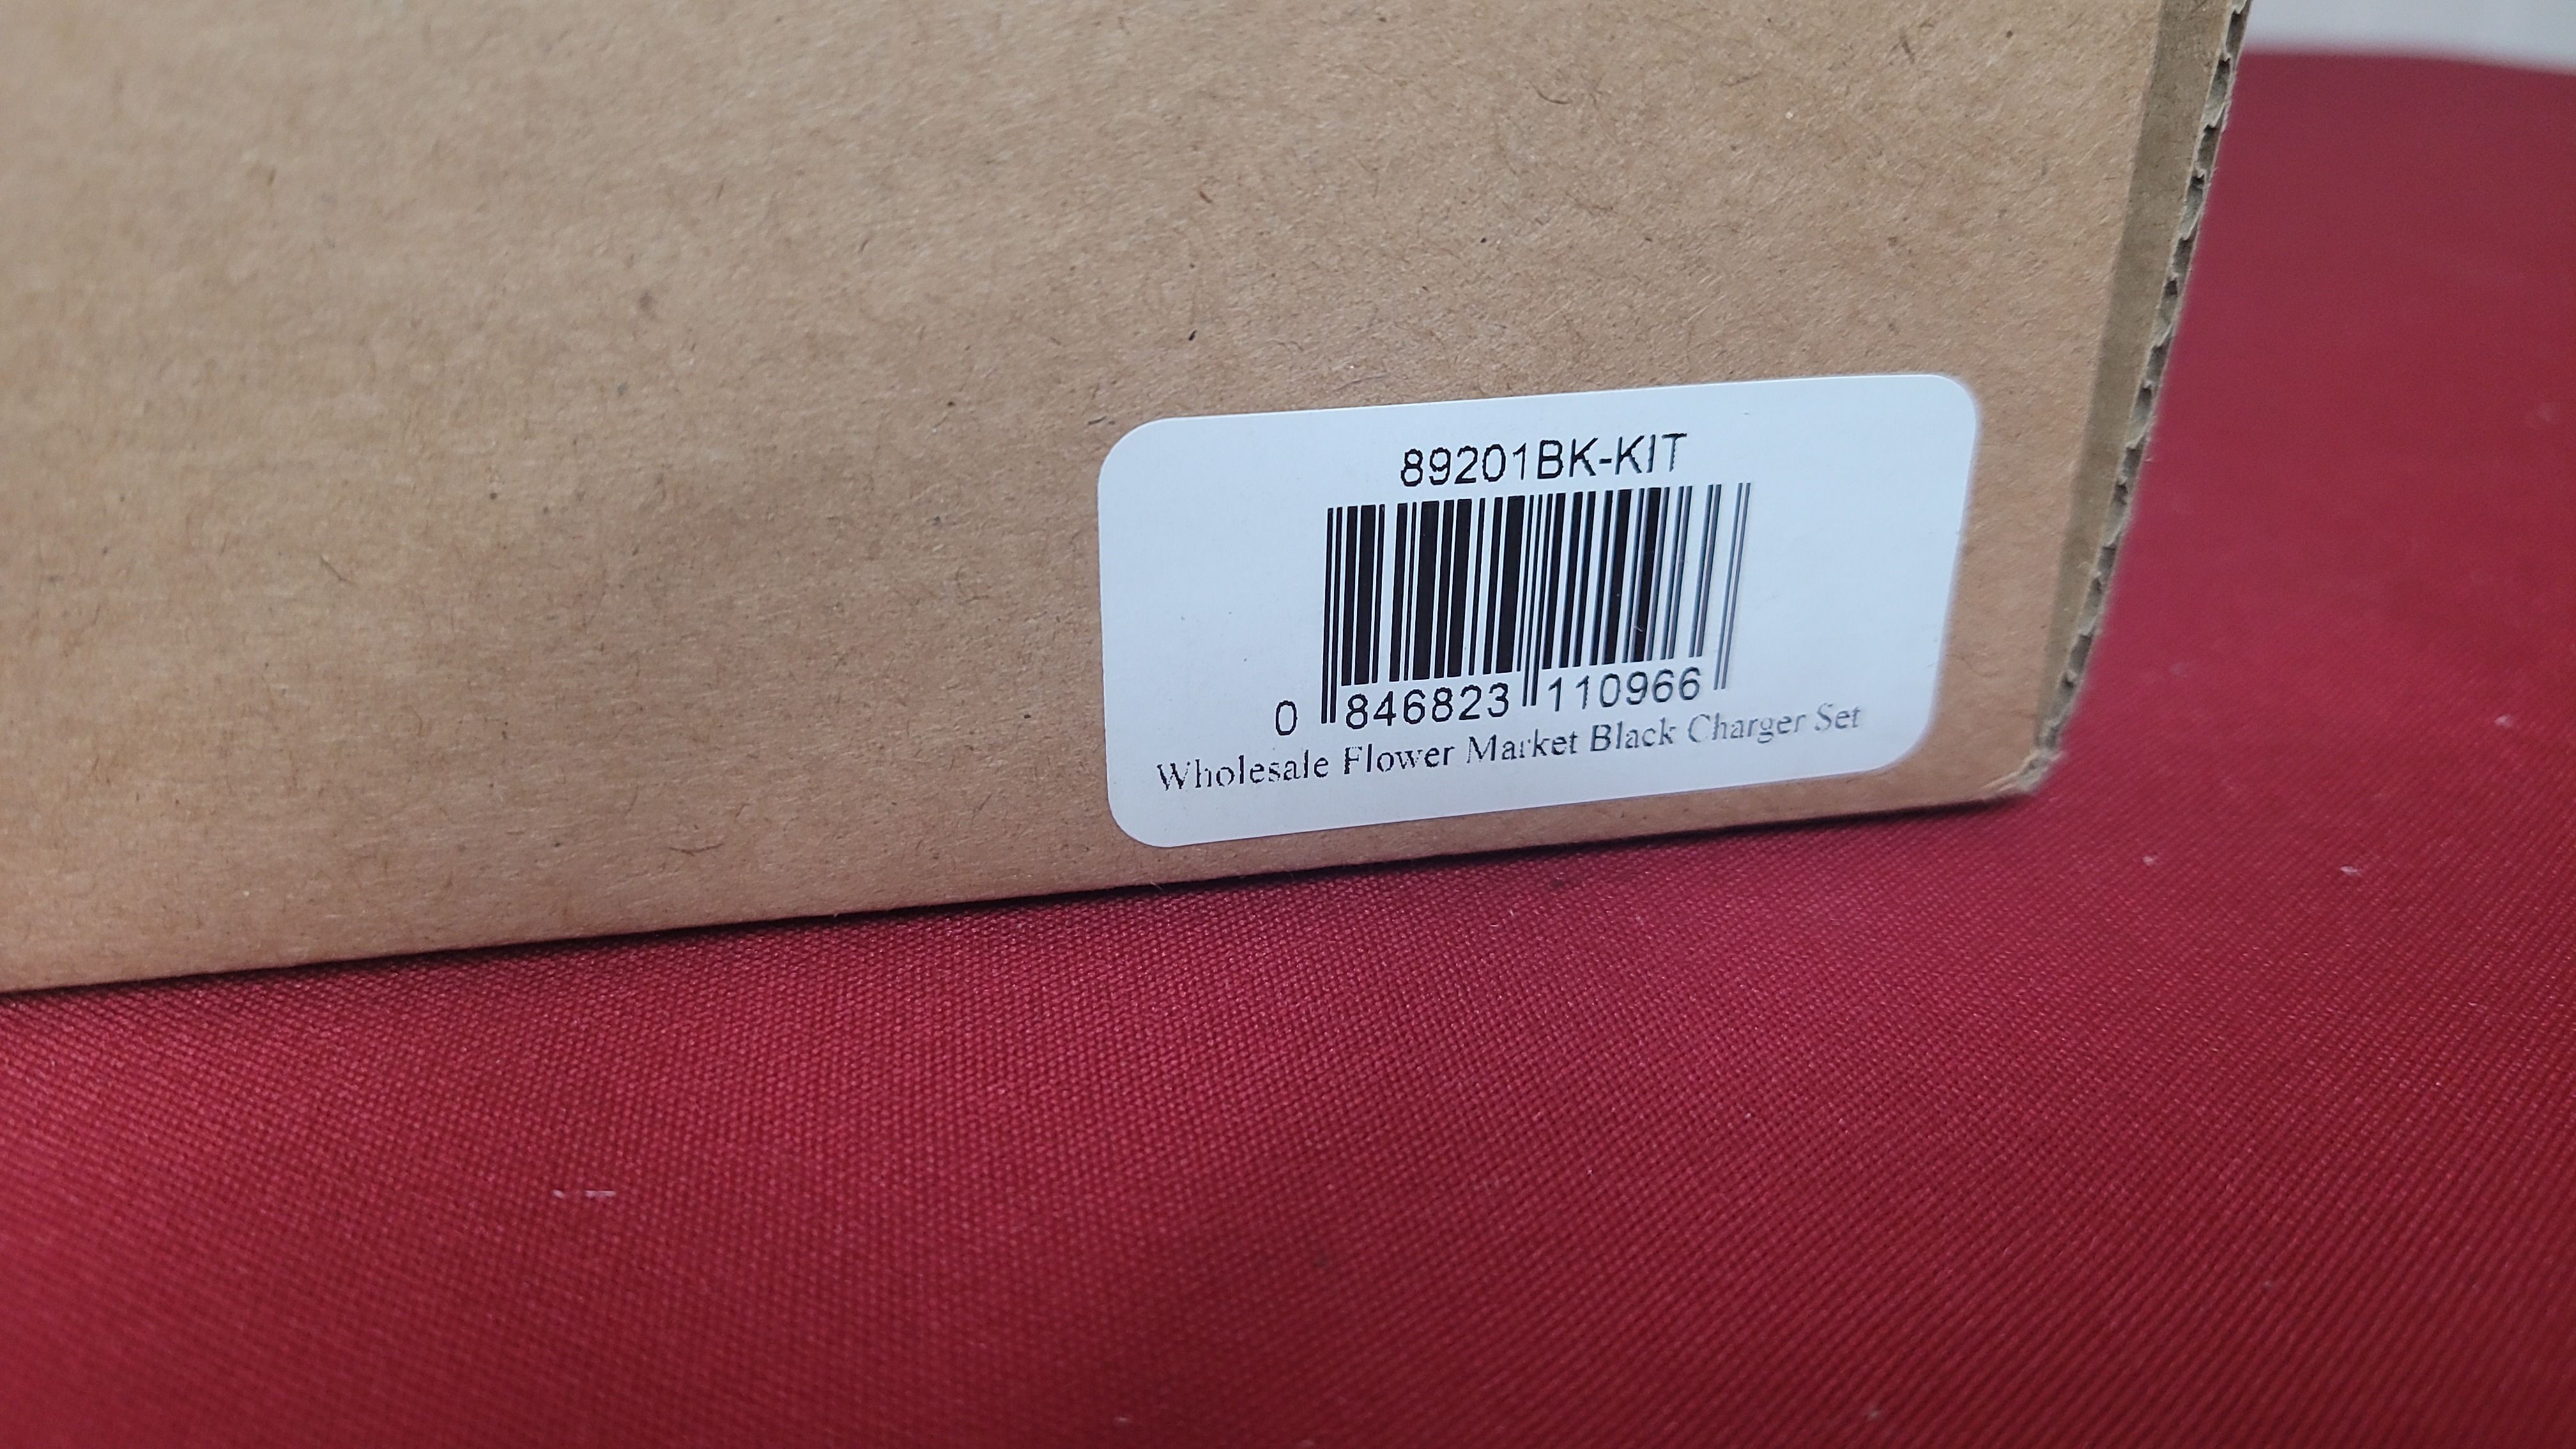 89201BK-KIT
0 846823 110966
Wholesale Flower Market Black Charger Set